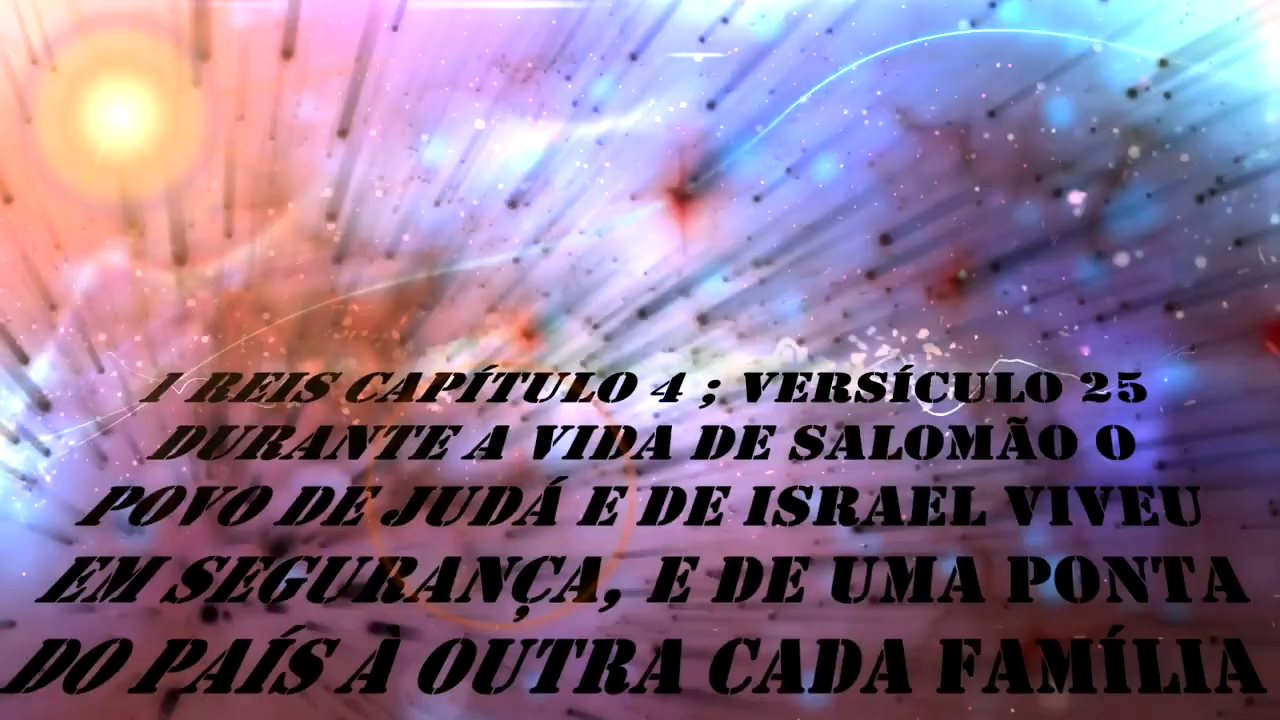 1 REIS CAPÍTULO 4 ; VERSÍCULO 25
DURANTE A VIDA DE SALOMÃO O
POVO DE JUDÁ E DE ISRAEL VIVEU
EM SEGURANÇA, E DE UMA PONTA
DO PAÍS À OUTRA CADA FAMÍLIA